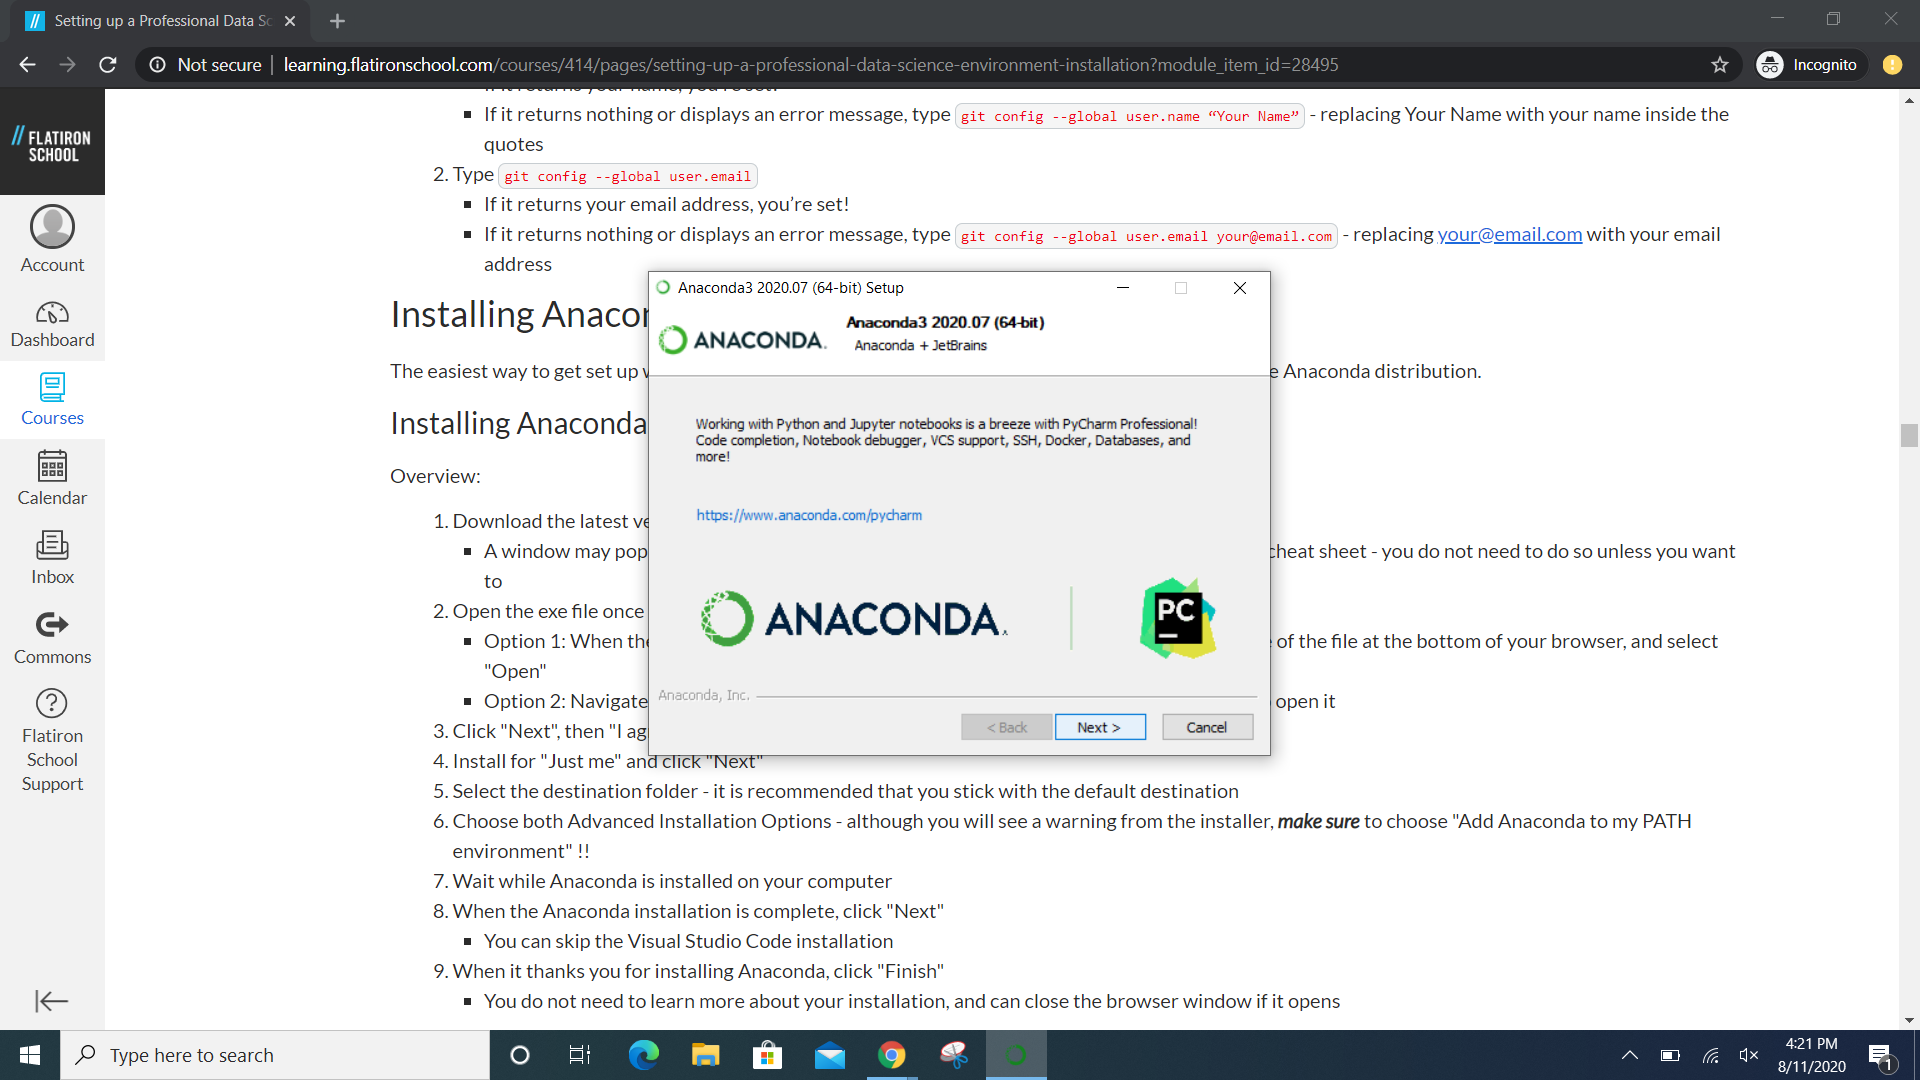 Setting up a Professional Data Sc
Not secure | learning.flatironschool.com/courses/414/pages/setting-up-a-professional-data-science-environment-installation?module_item_id=28495
Incognito
// FLATIRON
SCHOOL
Account
Dashboard
Courses
Calendar
Inbox
Commons
Flatiron
School
Support
If it returns nothing or displays an error message, type git config --global user.name “Your Name” - replacing Your Name with your name inside the
quotes
2. Type git config --global user.email
If it returns your email address, you’re set!
If it returns nothing or displays an error message, type git config --global user.email your@email.com - replacing your@email.com with your email
address
Installing Anacon
The easiest way to get set up
e Anaconda distribution.
Installing Anaconda
Overview:
1. Download the latest ve
A window may pop
cheat sheet - you do not need to do so unless you want
to
2. Open the exe file once
Option 1: When the
of the file at the bottom of your browser, and select
"Open"
Option 2: Navigate
open it
3. Click "Next", then "I ag
4. Install for "Just me" and click "Next"
5. Select the destination folder - it is recommended that you stick with the default destination
6. Choose both Advanced Installation Options - although you will see a warning from the installer, make sure to choose "Add Anaconda to my PATH
environment" !!
7. Wait while Anaconda is installed on your computer
8. When the Anaconda installation is complete, click "Next"
You can skip the Visual Studio Code installation
9. When it thanks you for installing Anaconda, click "Finish"
You do not need to learn more about your installation, and can close the browser window if it opens
Anaconda3 2020.07 (64-bit) Setup
ANACONDA.
Anaconda3 2020.07 (64-bit)
Anaconda + JetBrains
Working with Python and Jupyter notebooks is a breeze with PyCharm Professional!
Code completion, Notebook debugger, VCS support, SSH, Docker, Databases, and
more!
https://www.anaconda.com/pycharm
ANACONDA.
PC
Anaconda, Inc.
< Back
Next >
Cancel
Type here to search
4:21 PM
8/11/2020
1